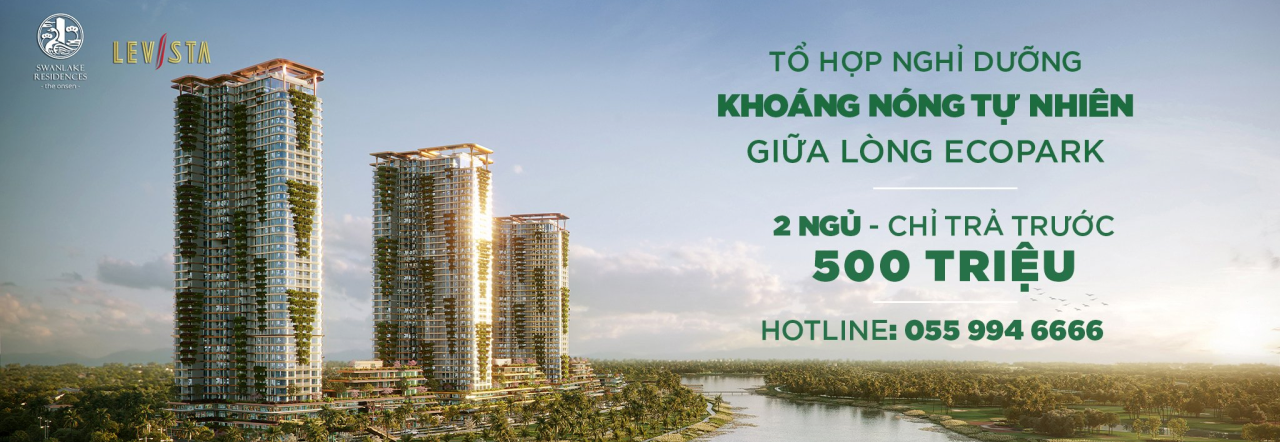 SWANLAKE
RESIDENCES
- the onsen -
LEVISTA
TỔ HỢP NGHỈ DƯỠNG
KHOÁNG NÓNG TỰ NHIÊN
GIỮA LÒNG ECOPARK
2 NGỦ - CHỈ TRẢ TRƯỚC
500 TRIỆU
HOTLINE: 055 994 6666